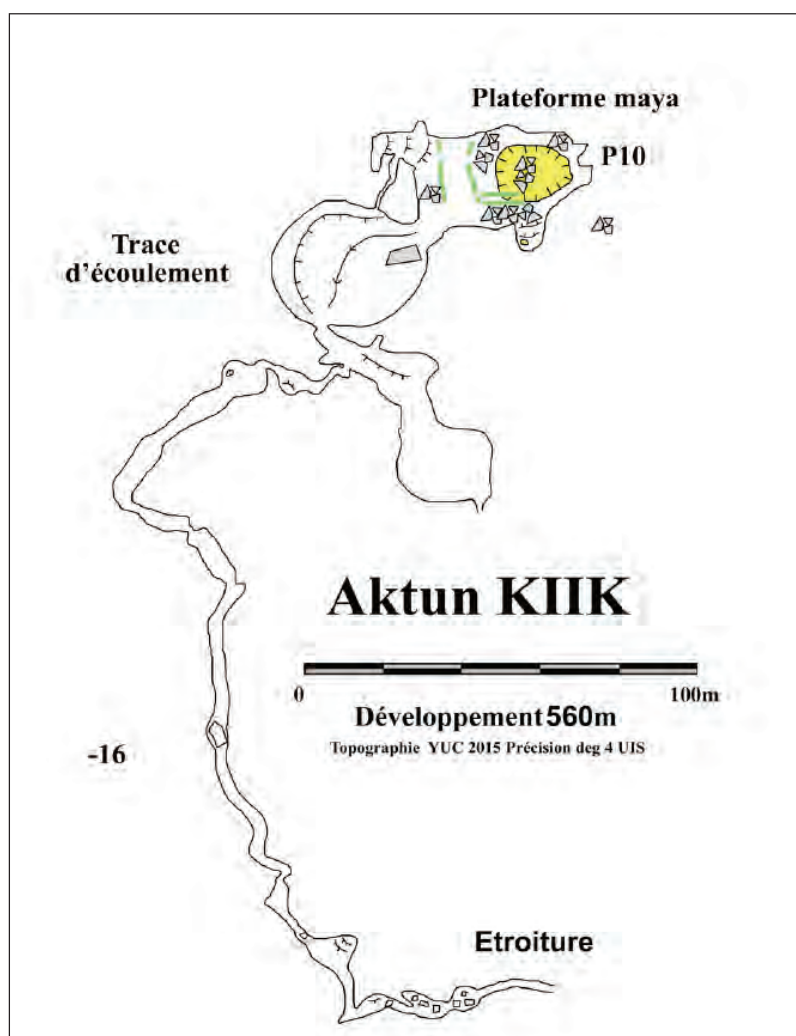 Plateforme maya
P10
Trace
d'écoulement
Aktun KIIK
0
100m
Développement 560m
Topographie YUC 2015 Précision deg 4 UIS
-16
Etroiture